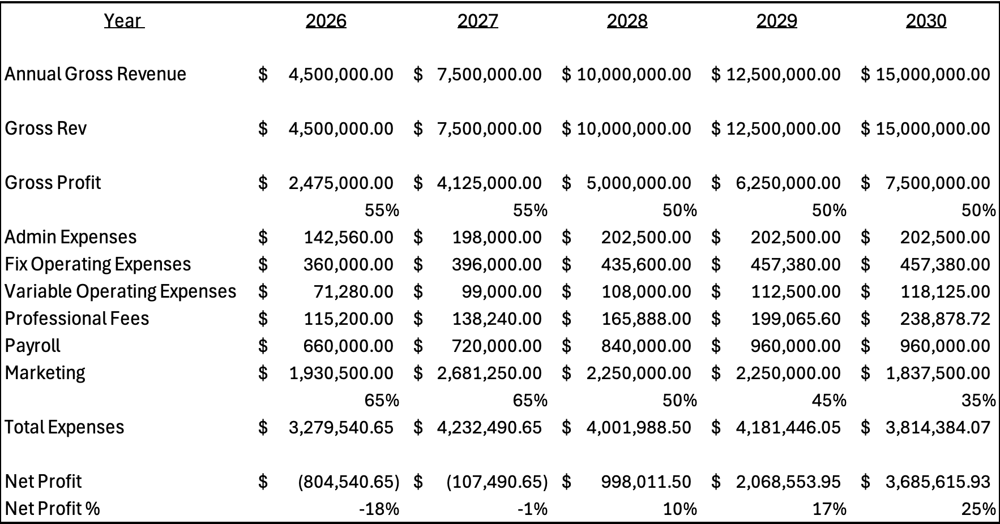 Year 2026 2027 2028 2029 2030
Annual Gross Revenue $ 4,500,000.00 $ 7,500,000.00 $ 10,000,000.00 $ 12,500,000.00 $ 15,000,000.00
Gross Rev $ 4,500,000.00 $ 7,500,000.00 $ 10,000,000.00 $ 12,500,000.00 $ 15,000,000.00
Gross Profit $ 2,475,000.00 $ 4,125,000.00 $ 5,000,000.00 $ 6,250,000.00 $ 7,500,000.00
55% 55% 50% 50% 50%
Admin Expenses $ 142,560.00 $ 198,000.00 $ 202,500.00 $ 202,500.00 $ 202,500.00
Fix Operating Expenses $ 360,000.00 $ 396,000.00 $ 435,600.00 $ 457,380.00 $ 457,380.00
Variable Operating Expenses $ 71,280.00 $ 99,000.00 $ 108,000.00 $ 112,500.00 $ 118,125.00
Professional Fees $ 115,200.00 $ 138,240.00 $ 165,888.00 $ 199,065.60 $ 238,878.72
Payroll $ 660,000.00 $ 720,000.00 $ 840,000.00 $ 960,000.00 $ 960,000.00
Marketing $ 1,930,500.00 $ 2,681,250.00 $ 2,250,000.00 $ 2,250,000.00 $ 1,837,500.00
65% 65% 50% 45% 35%
Total Expenses $ 3,279,540.65 $ 4,232,490.65 $ 4,001,988.50 $ 4,181,446.05 $ 3,814,384.07
Net Profit $ (804,540.65) $ (107,490.65) $ 998,011.50 $ 2,068,553.95 $ 3,685,615.93
Net Profit % -18% -1% 10% 17% 25%